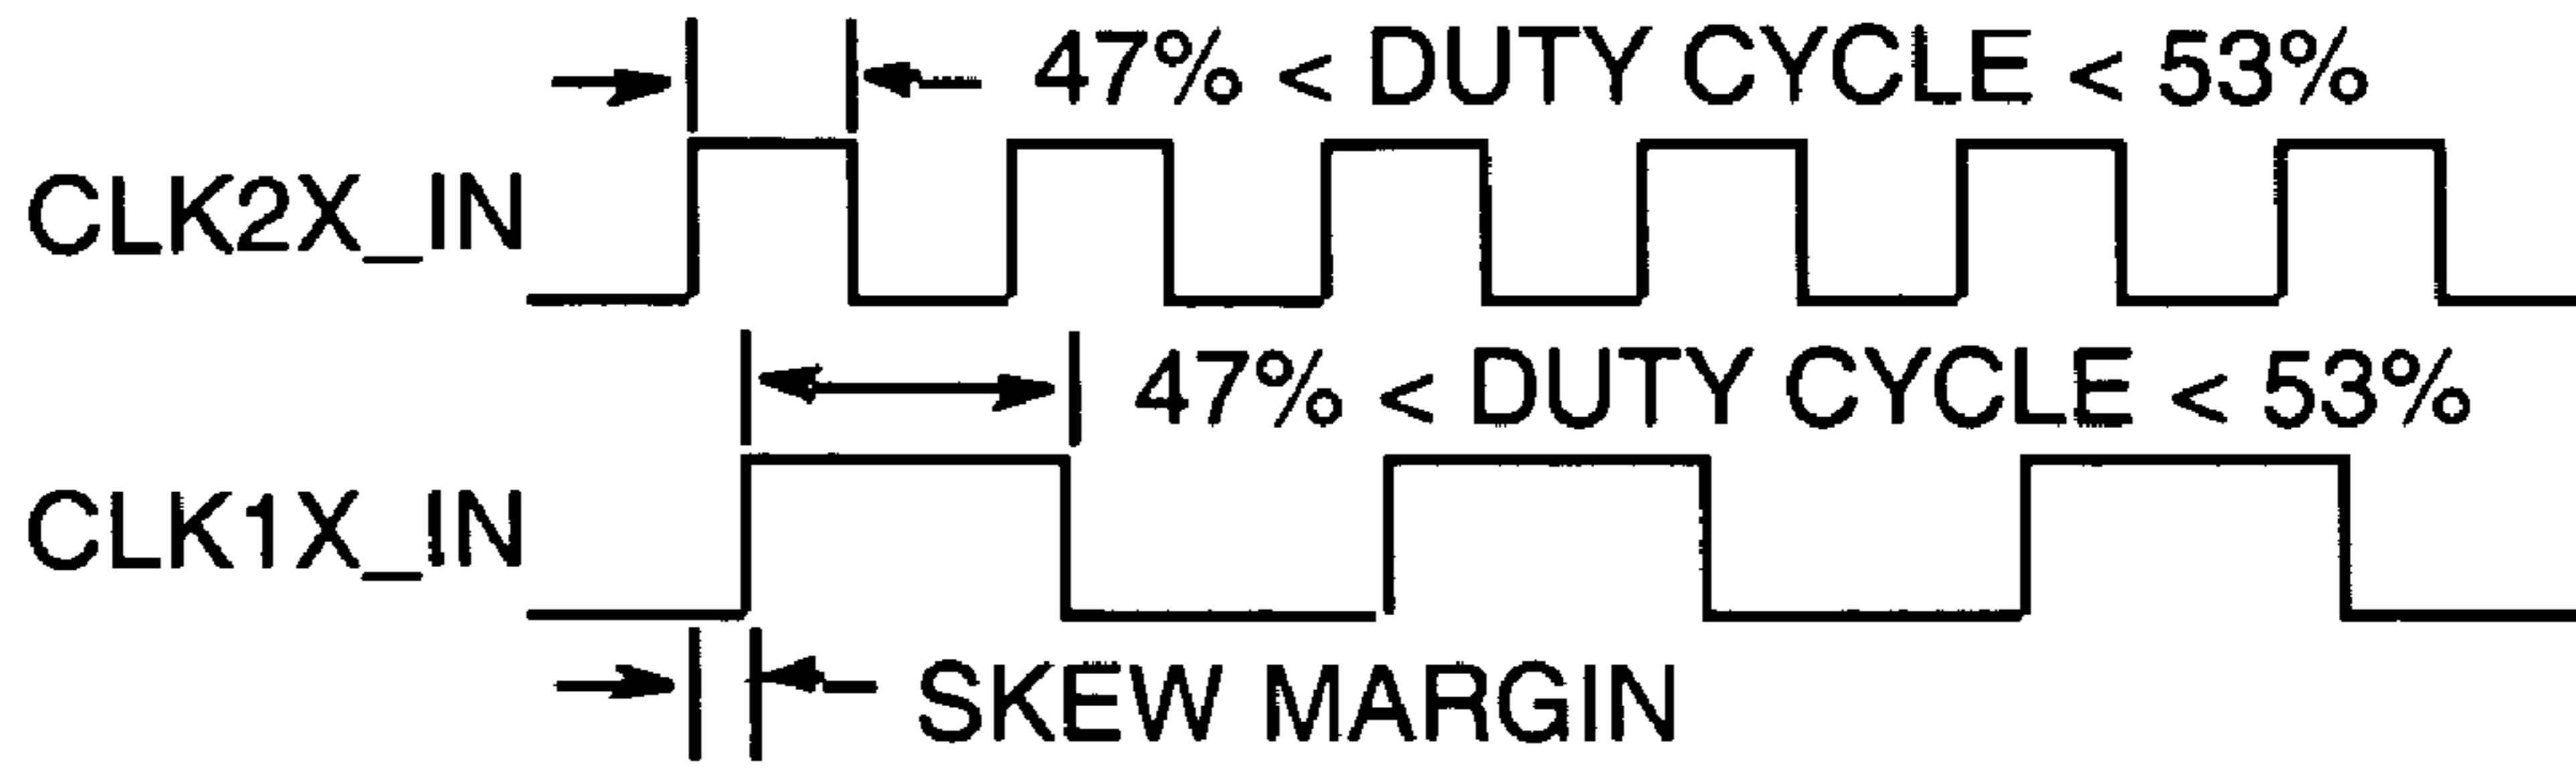 47% < DUTY CYCLE < 53%
CLK2X_IN
47% < DUTY CYCLE < 53%
CLK1X_IN
SKEW MARGIN